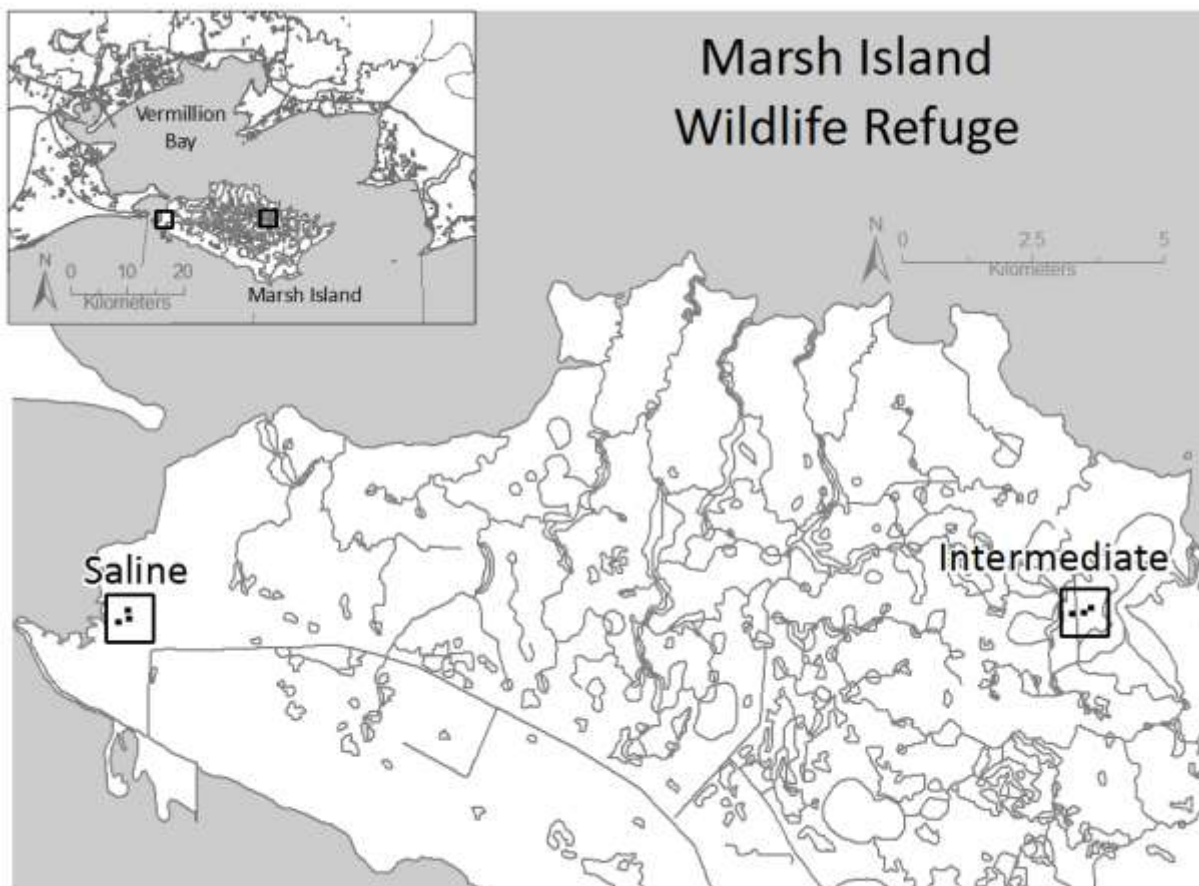 Marsh Island
Wildlife Refuge
Vermillion
Bay
N
0 10 20
Kilometers
Marsh Island
N
0 2.5 5
Kilometers
Saline
Intermediate